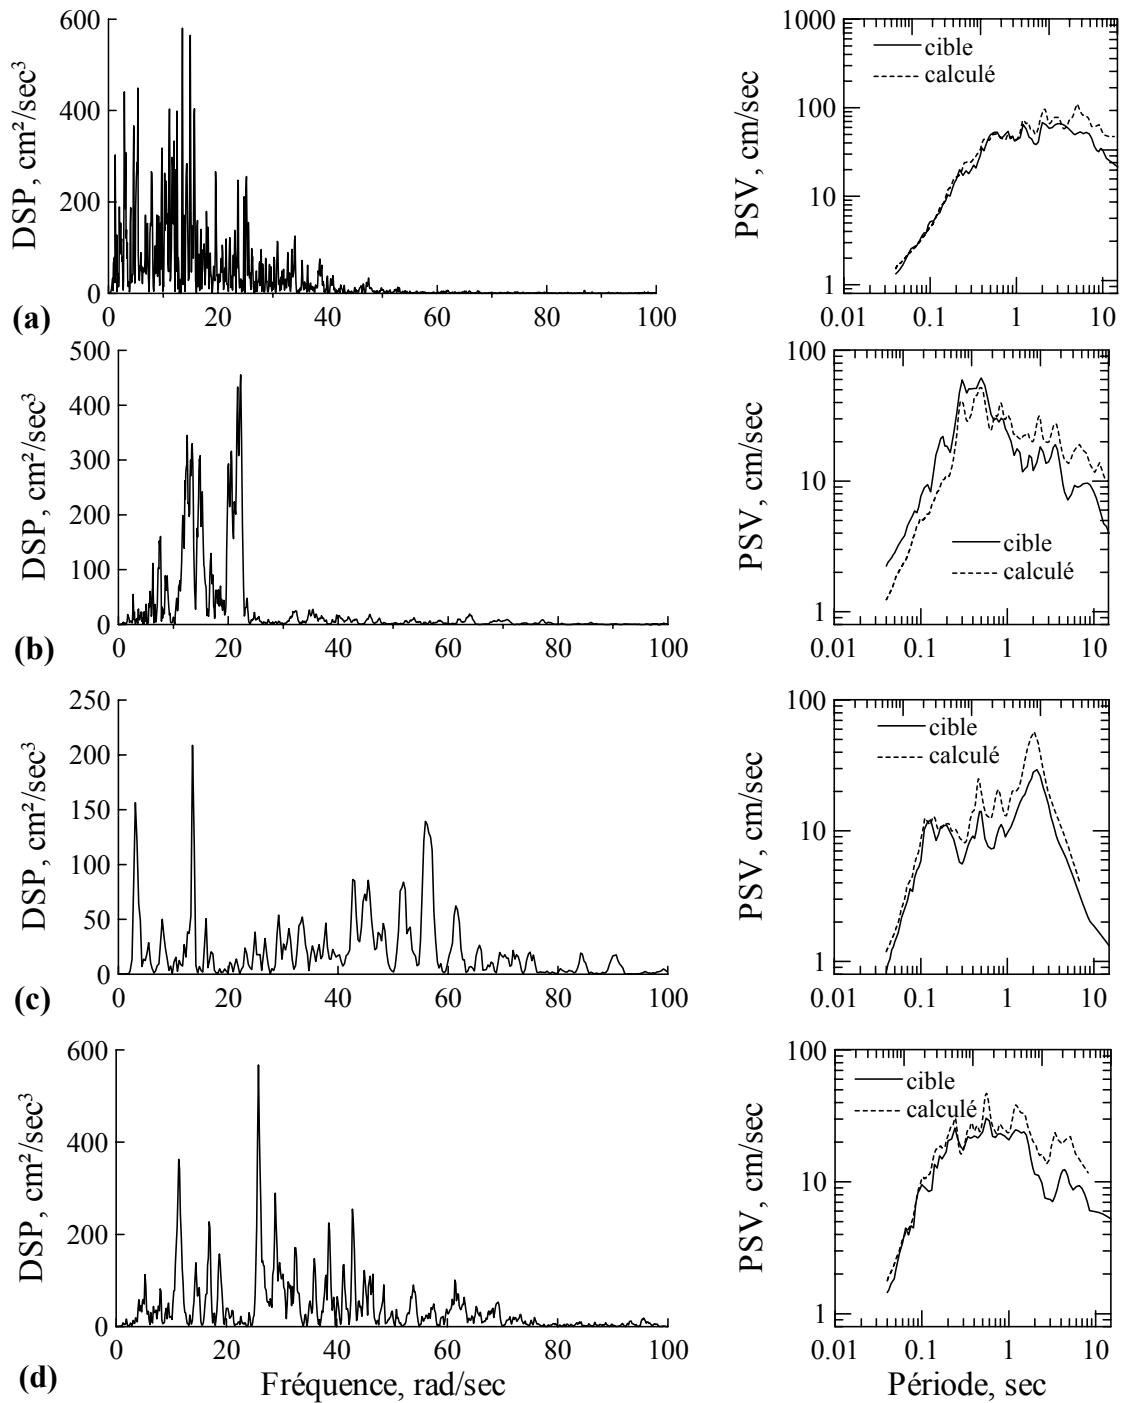 600
400
200
0
DSP, cm²/sec³
0 20 40 60 80 100
(a)
1000
100
10
1
PSV, cm/sec
cible
calculé
0.01 0.1 1 10
500
400
300
200
100
0
DSP, cm²/sec³
0 20 40 60 80 100
(b)
100
10
1
PSV, cm/sec
cible
calculé
0.01 0.1 1 10
250
200
150
100
50
0
DSP, cm²/sec³
0 20 40 60 80 100
(c)
100
10
1
PSV, cm/sec
cible
calculé
0.01 0.1 1 10
600
400
200
0
DSP, cm²/sec³
0 20 40 60 80 100
(d)
Fréquence, rad/sec
100
10
1
PSV, cm/sec
cible
calculé
0.01 0.1 1 10
Période, sec